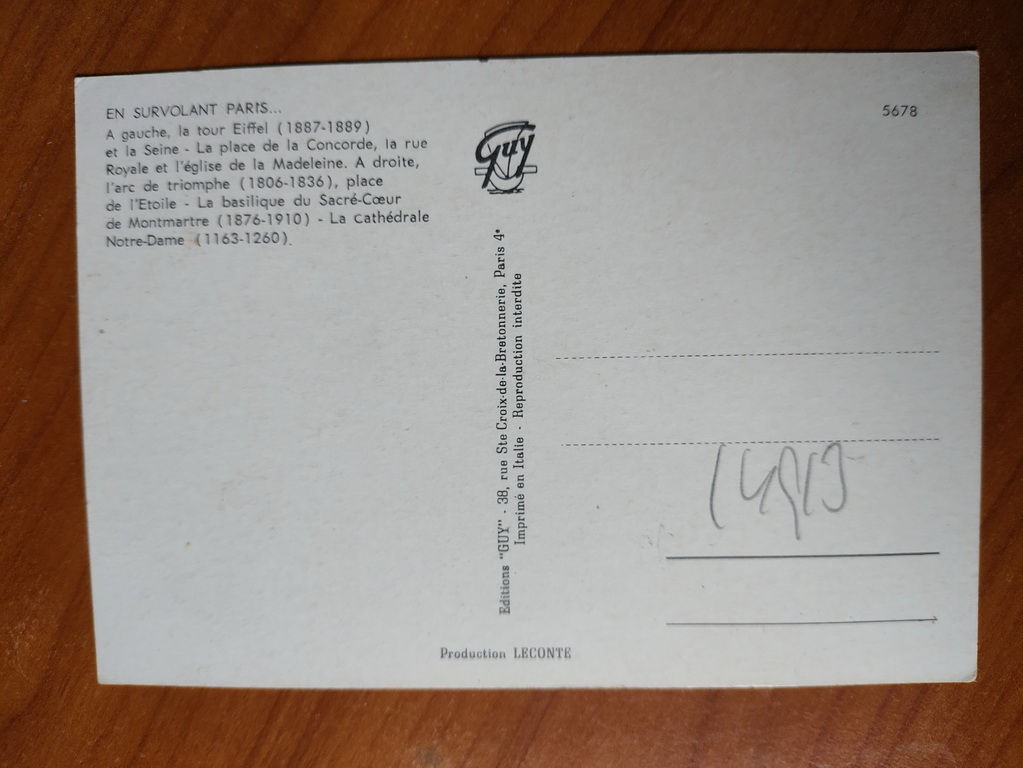 EN SURVOLANT PARIS...
A gauche, la tour Eiffel (1887-1889)
et la Seine - La place de la Concorde, la rue
Royale et l'église de la Madeleine. A droite,
l'arc de triomphe (1806-1836), place
de l'Etoile - La basilique du Sacré-Cœur
de Montmartre (1876-1910) - La cathédrale
Notre-Dame (1163-1260).
Guy
5678
Editions "GUY" - 38, rue Ste Croix-de-la-Bretonnerie, Paris 4e
Imprimé en Italie - Reproduction interdite
Production LECONTE